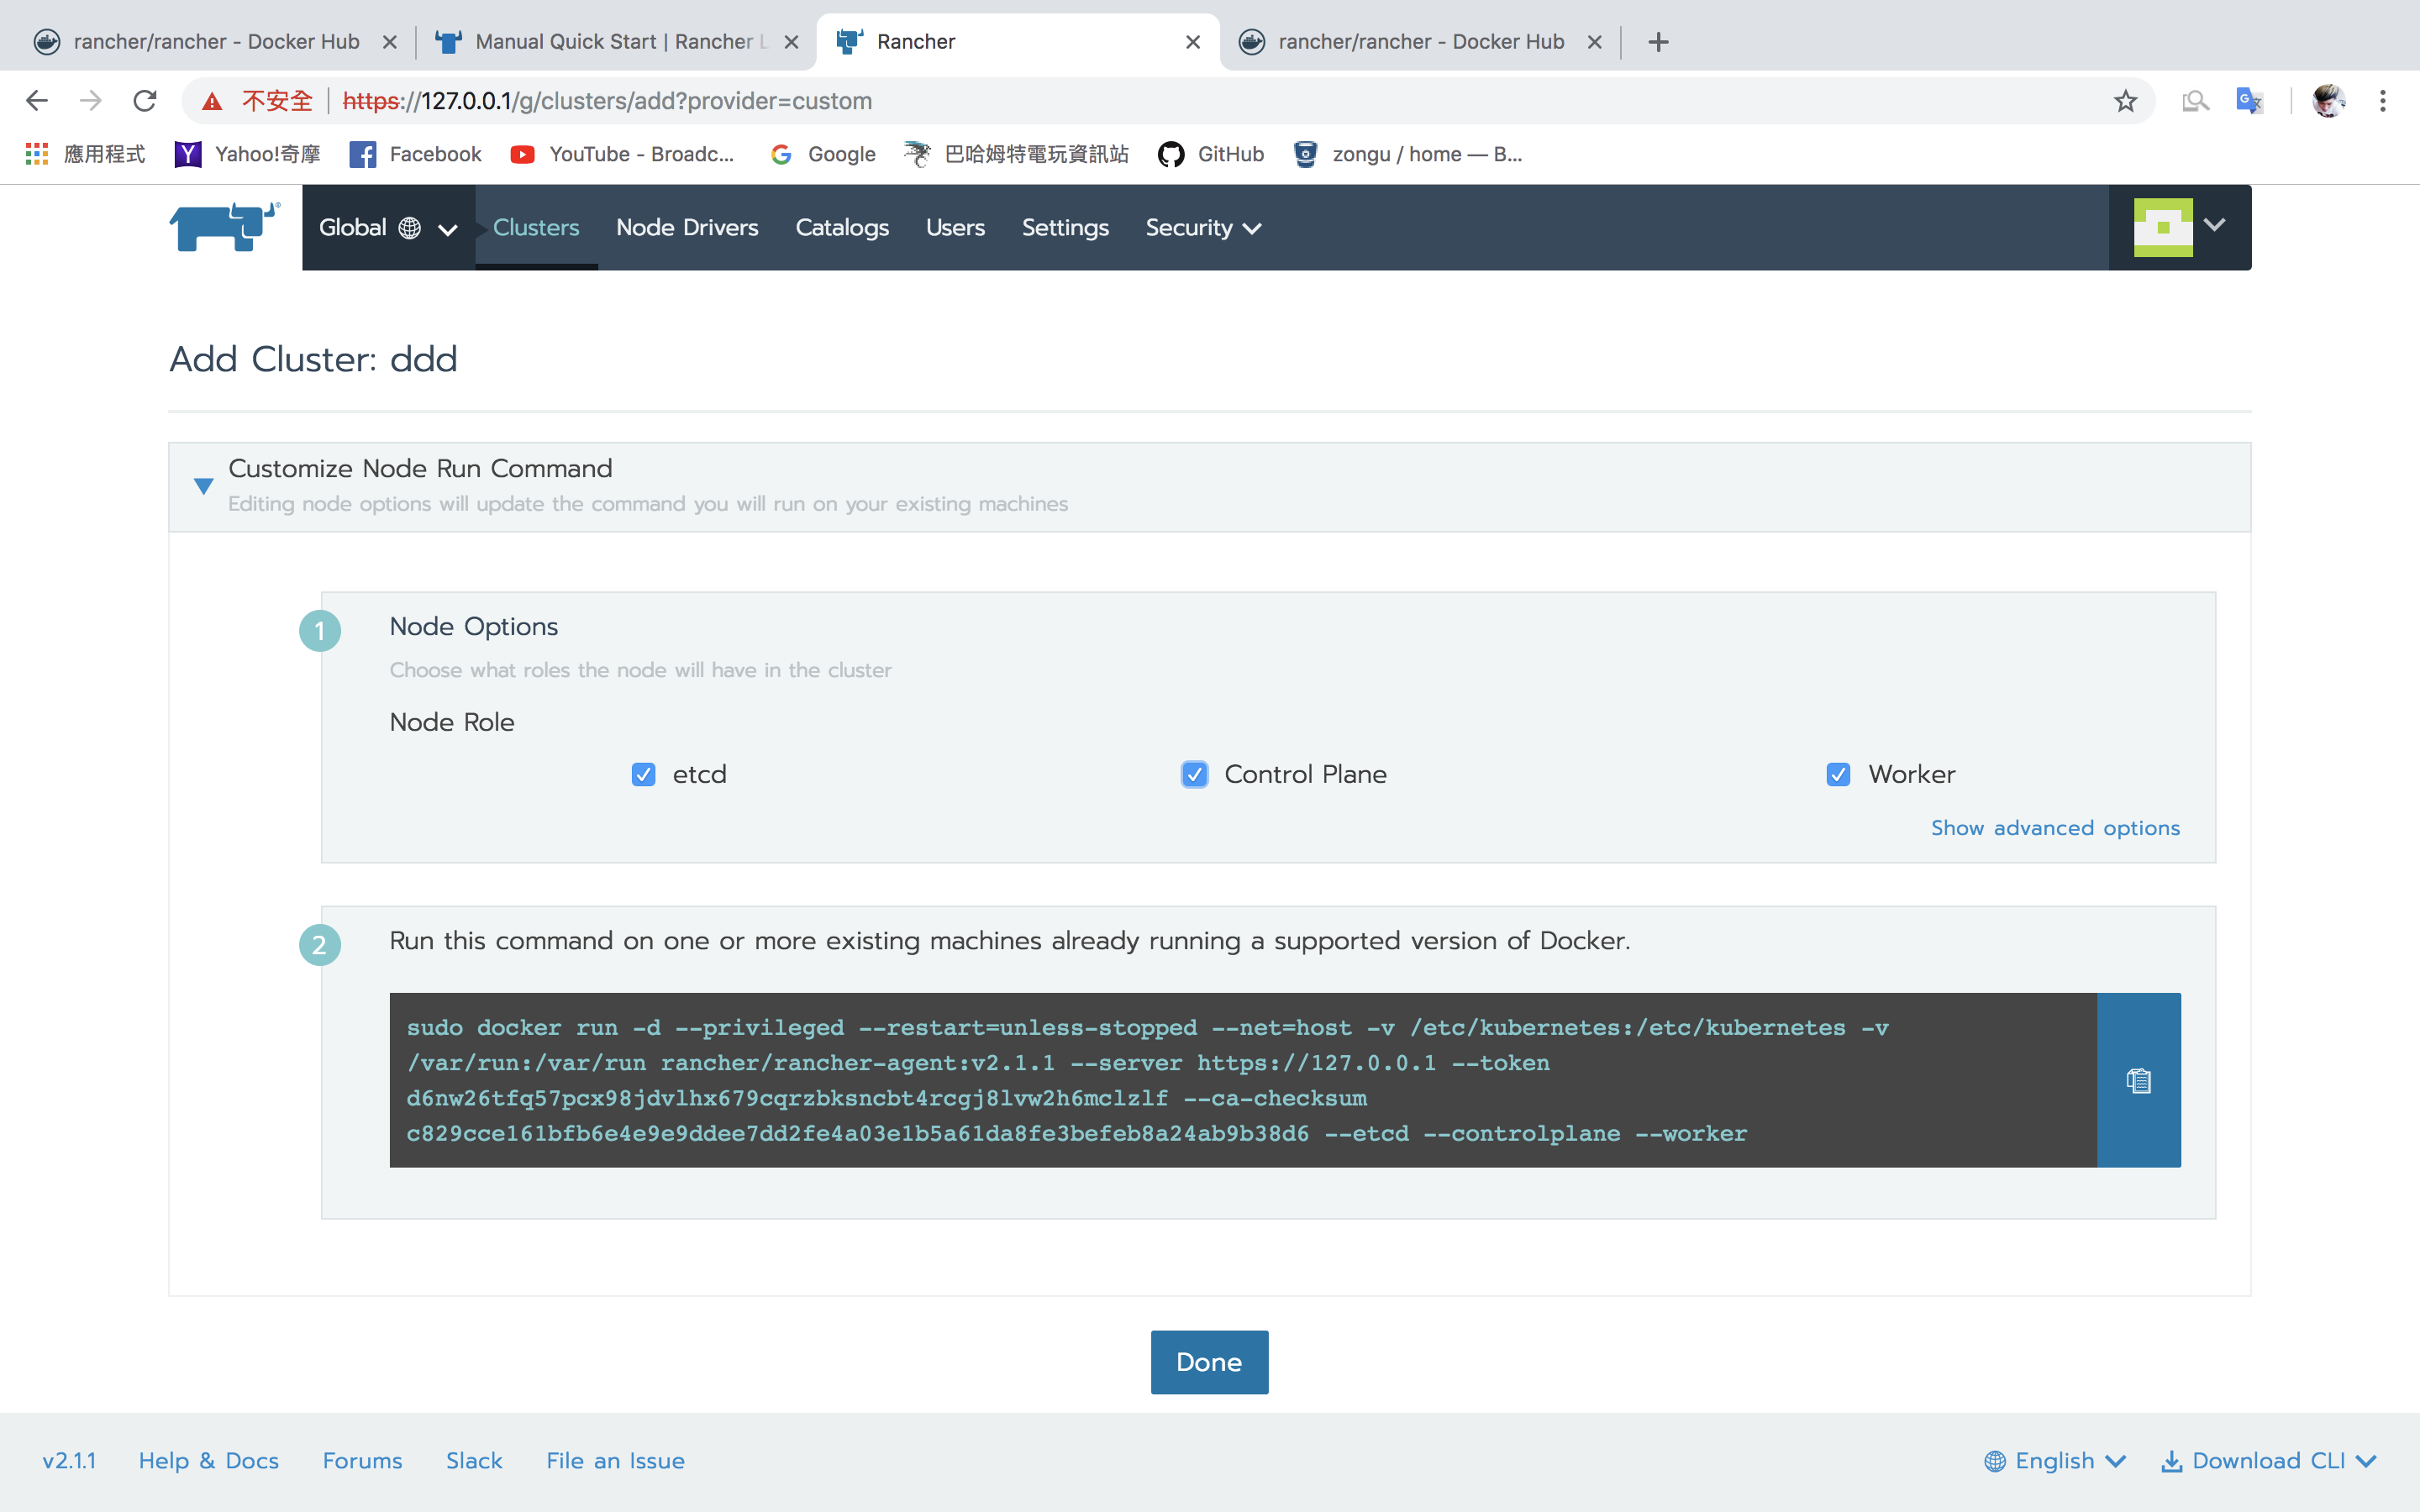 rancher/rancher - Docker Hub
Manual Quick Start | Rancher L
Rancher
rancher/rancher - Docker Hub
不安全 https://127.0.0.1/g/clusters/add?provider=custom
應用程式 Yahoo!奇摩 Facebook YouTube - Broadc... Google 巴哈姆特電玩資訊站 GitHub zongu / home — B...
Global Clusters Node Drivers Catalogs Users Settings Security
Add Cluster: ddd
Customize Node Run Command
Editing node options will update the command you will run on your existing machines
1 Node Options
Choose what roles the node will have in the cluster
Node Role
etcd Control Plane Worker
Show advanced options
2 Run this command on one or more existing machines already running a supported version of Docker.
sudo docker run -d --privileged --restart=unless-stopped --net=host -v /etc/kubernetes:/etc/kubernetes -v
/var/run:/var/run rancher/rancher-agent:v2.1.1 --server https://127.0.0.1 --token
d6nw26tfq57pcx98jdvlhx679cqrzbksncbt4rcgj8lvw2h6mclzlf --ca-checksum
c829cce161bfb6e4e9e9ddee7dd2fe4a03e1b5a61da8fe3befeb8a24ab9b38d6 --etcd --controlplane --worker
Done
v2.1.1 Help & Docs Forums Slack File an Issue English Download CLI